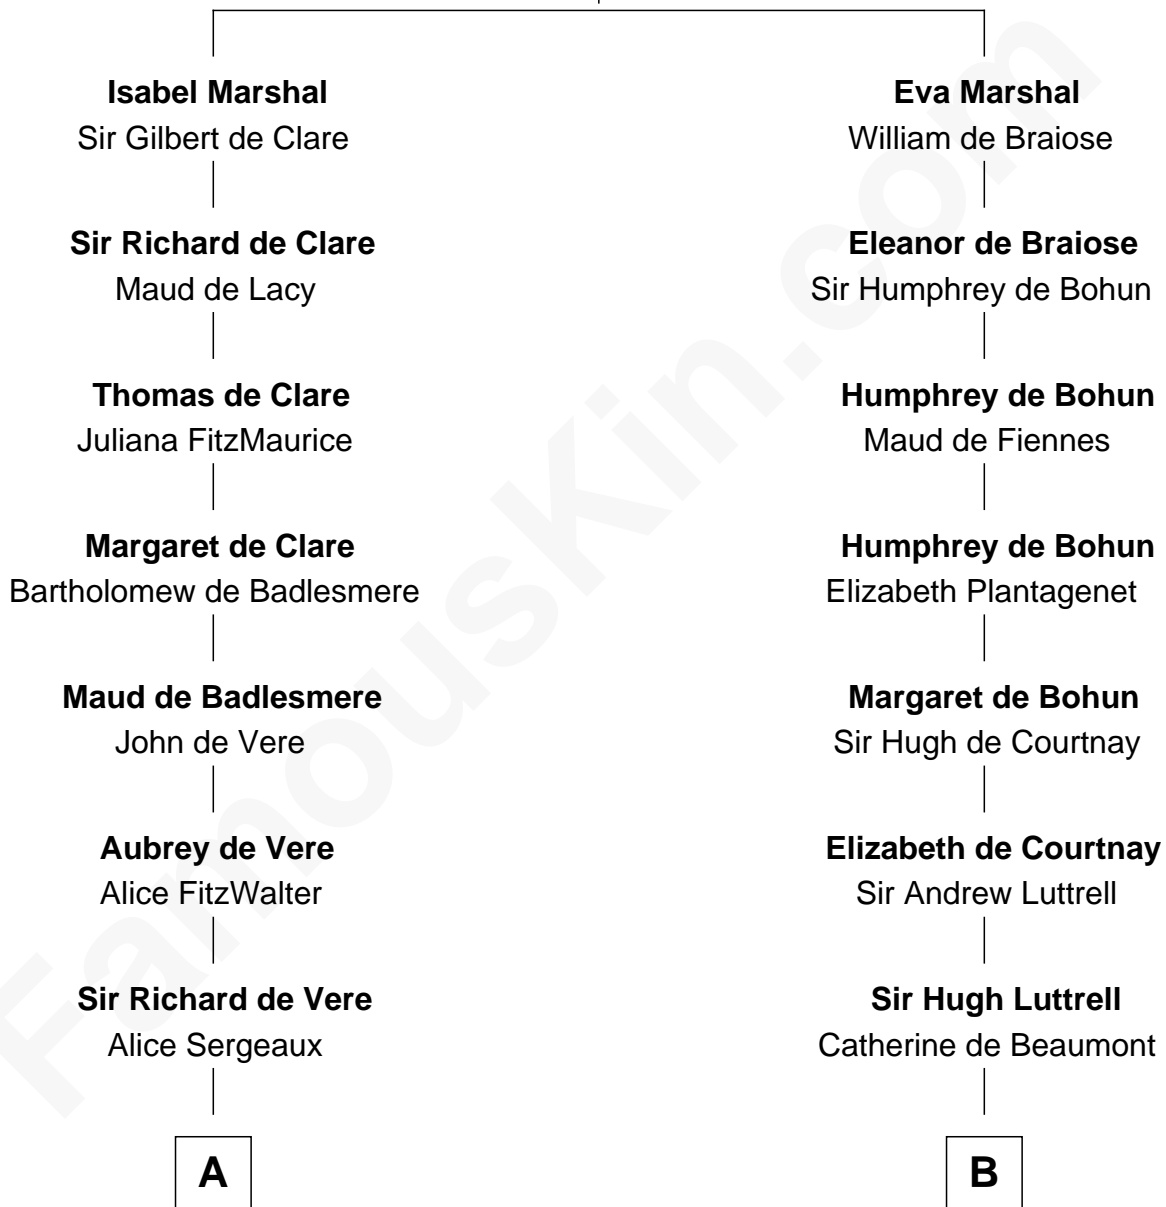 Isabel Marshal
Sir Gilbert de Clare
Sir Richard de Clare
Maud de Lacy
Thomas de Clare
Juliana FitzMaurice
Margaret de Clare
Bartholomew de Badlesmere
Maud de Badlesmere
John de Vere
Aubrey de Vere
Alice FitzWalter
Sir Richard de Vere
Alice Sergeaux
A
Eva Marshal
William de Braiose
Eleanor de Braiose
Sir Humphrey de Bohun
Humphrey de Bohun
Maud de Fiennes
Humphrey de Bohun
Elizabeth Plantagenet
Margaret de Bohun
Sir Hugh de Courtnay
Elizabeth de Courtnay
Sir Andrew Luttrell
Sir Hugh Luttrell
Catherine de Beaumont
B
FamousKin.com